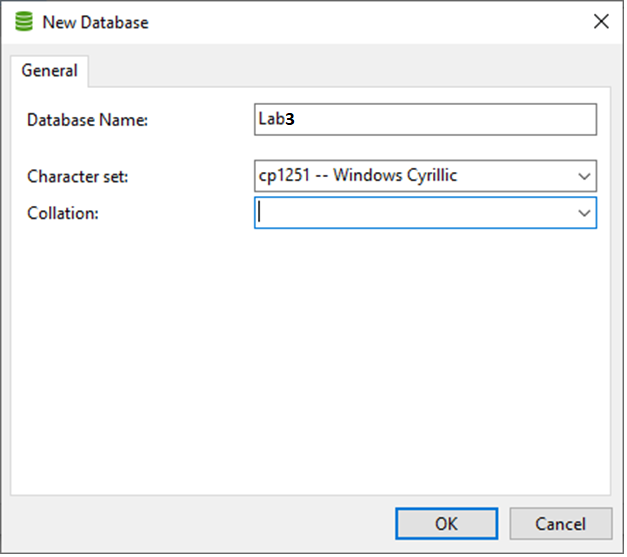 New Database
General
Database Name: Lab3
Character set: cp1251 -- Windows Cyrillic
Collation:
OK Cancel